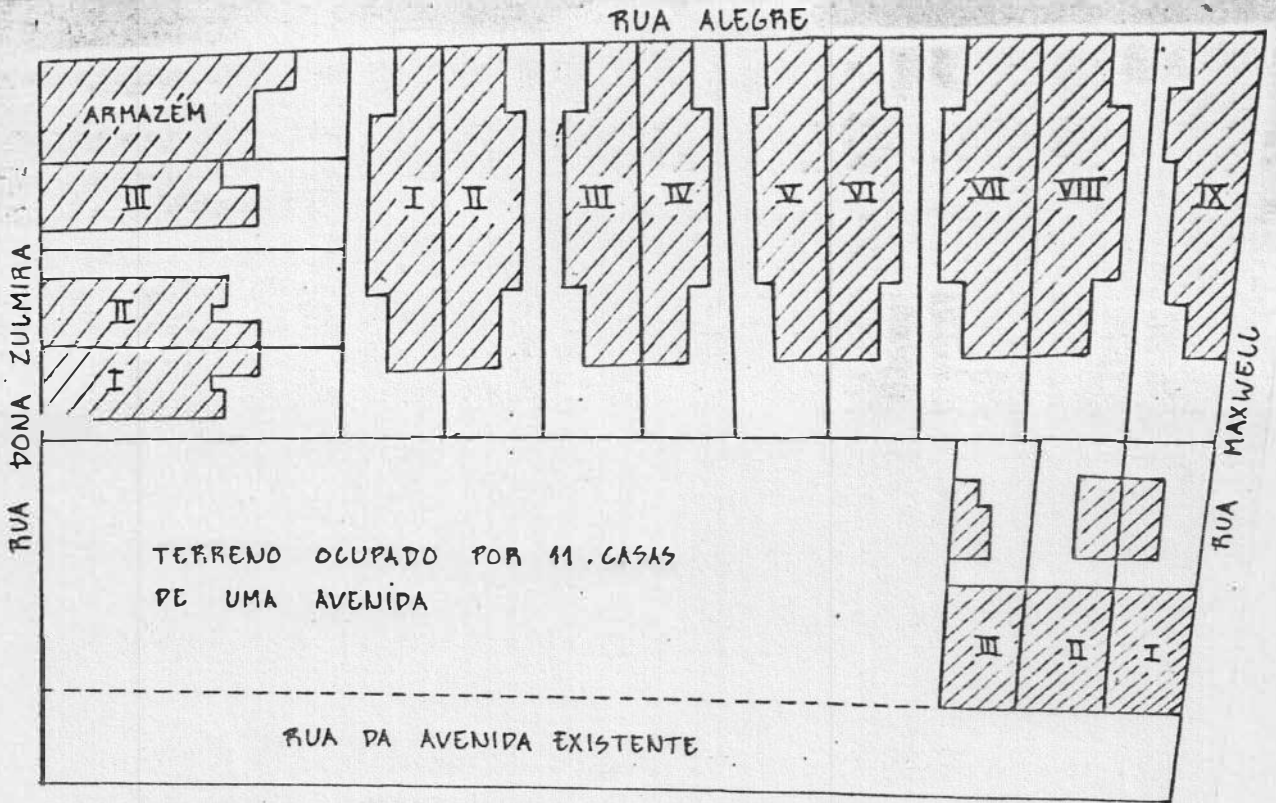 RUA ALEGRE
ARMAZÉM
III
II
I
RUA DONA ZULMIRA
I II III IV V VI VII VIII IX
RUA MAXWELL
TERRENO OCUPADO POR 11.CASAS
DE UMA AVENIDA
III II I
RUA DA AVENIDA EXISTENTE